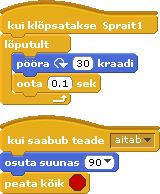 kui klõpsatakse Sprait1
lõputult
pööra 30 kraadi
oota 0.1 sek
kui saabub teade aitab
osuta suunas 90
peata kõik